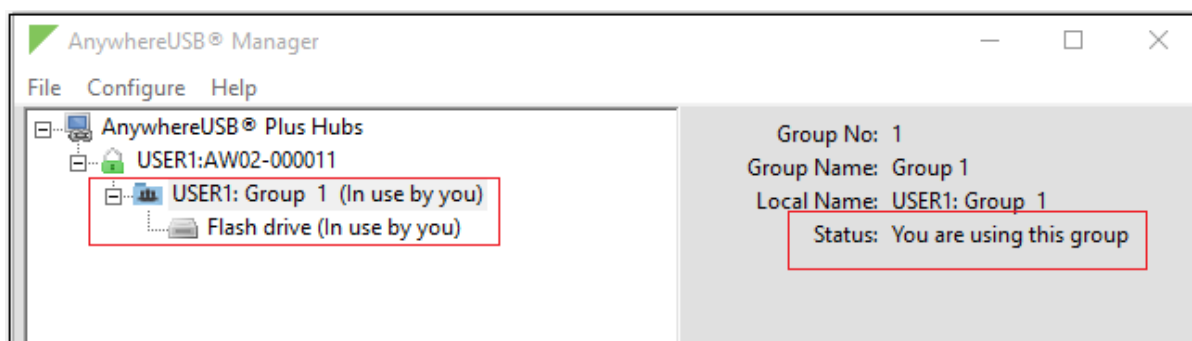 AnywhereUSB® Manager
File Configure Help
AnywhereUSB® Plus Hubs
USER1:AW02-000011
USER1: Group 1 (In use by you)
Flash drive (In use by you)
Group No: 1
Group Name: Group 1
Local Name: USER1: Group 1
Status: You are using this group